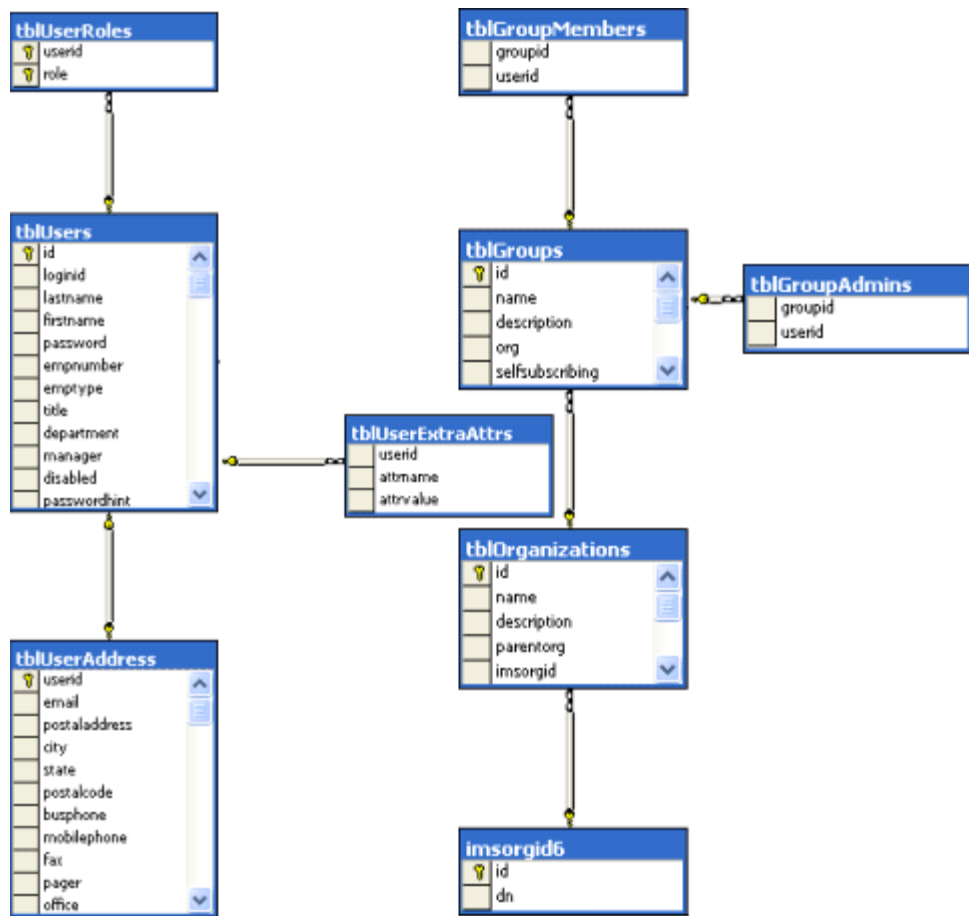 tblUserRoles
userid
role
tblGroupMembers
groupid
userid
tblUsers
id
loginid
lastname
firstname
password
empnumber
emptype
title
department
manager
disabled
passwordhint
tblGroups
id
name
description
org
selfsubscribing
tblGroupAdmins
groupid
userid
tblUserExtraAttrs
userid
attrname
attrvalue
tblOrganizations
id
name
description
parentorg
imsorgid
tblUserAddress
userid
email
postaladdress
city
state
postalcode
busphone
mobilephone
fax
pager
office
imsorgid6
id
dn